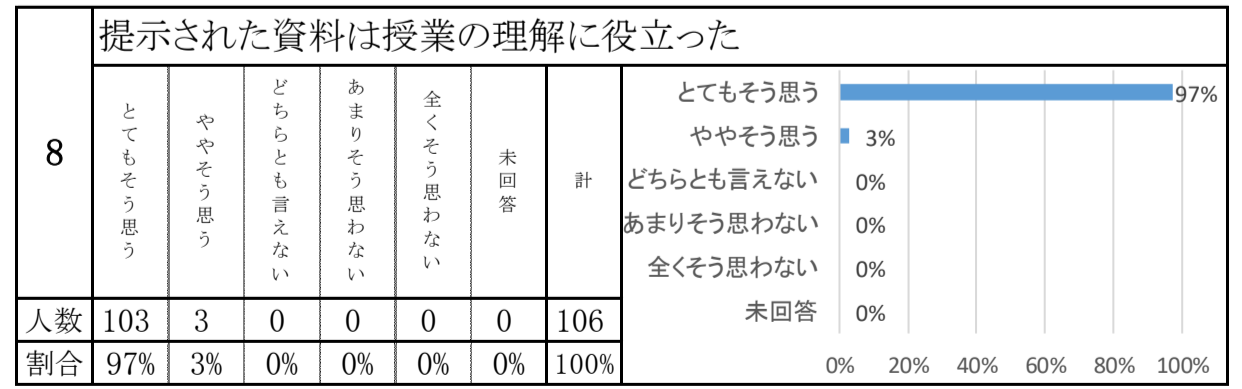 8
提示された資料は授業の理解に役立った
とてもそう思う
ややそう思う
どちらとも言えない
あまりそう思わない
全くそう思わない
未回答
計
人数 103 3 0 0 0 0 106
割合 97% 3% 0% 0% 0% 0% 100%
とてもそう思う 97%
ややそう思う 3%
どちらとも言えない 0%
あまりそう思わない 0%
全くそう思わない 0%
未回答 0%
0% 20% 40% 60% 80% 100%